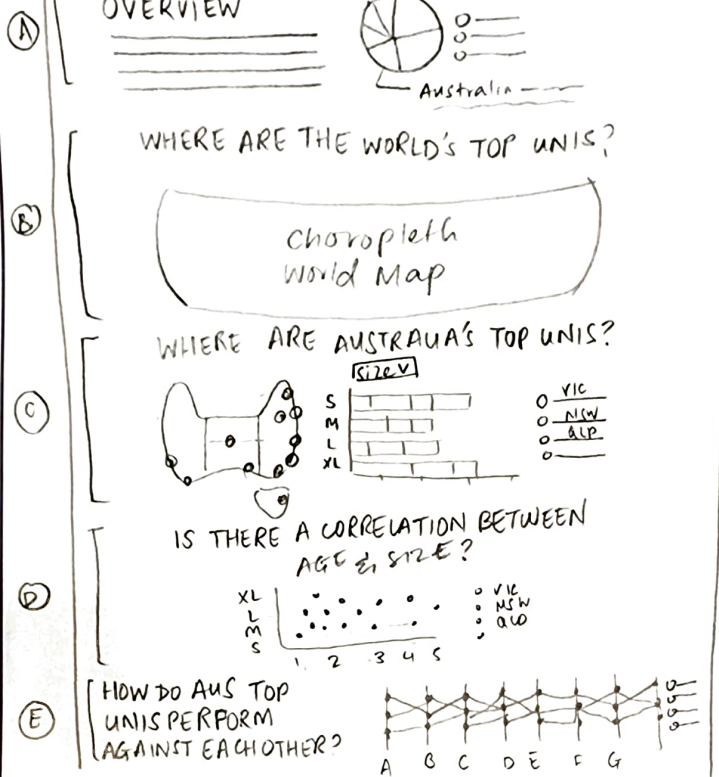 A
OVERVIEW
Australia
B
WHERE ARE THE WORLD'S TOP UNIS?
Choropleth
World Map
C
WHERE ARE AUSTRALIA'S TOP UNIS?
Size v
S
M
L
XL
VIC
NSW
QLD
D
IS THERE A CORRELATION BETWEEN
AGE & SIZE?
XL
L
M
S
1 2 3 4 5
VIC
NSW
QLD
E
HOW DO AUS TOP
UNIS PERFORM
AGAINST EACH OTHER?
A B C D E F G